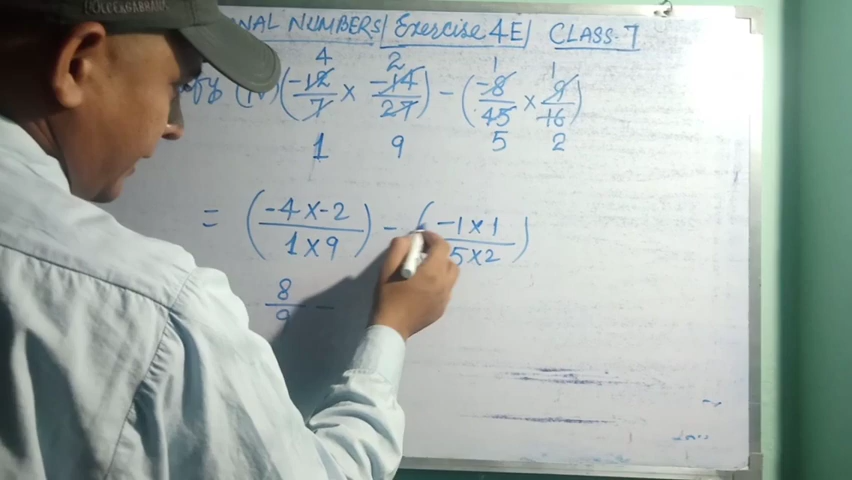 NUMBERS Exercise 4E CLASS-7
4 2 1 1
(-12/7 × -14/27) - (-8/45 × 9/16)
1 9 5 2
= (-4×-2/1×9) - (-1×1/5×2)
8/9 -